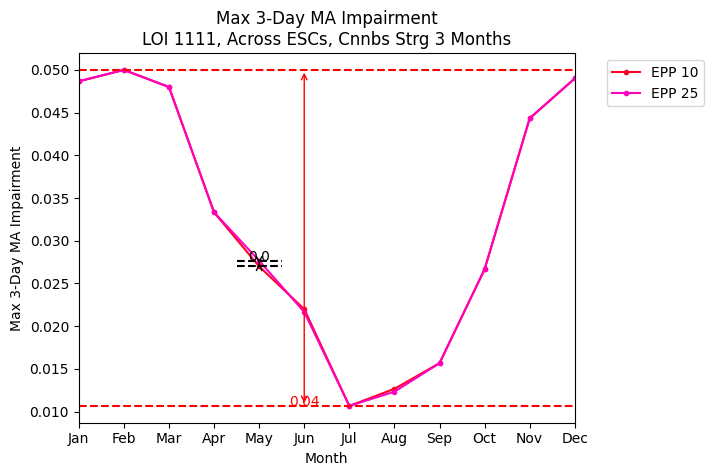 Max 3-Day MA Impairment
LOI 1111, Across ESCs, Cnnbs Strg 3 Months
EPP 10
EPP 25
Max 3-Day MA Impairment
0.050
0.045
0.040
0.035
0.030
0.025
0.020
0.015
0.010
0.0
0.04
Jan Feb Mar Apr May Jun Jul Aug Sep Oct Nov Dec
Month